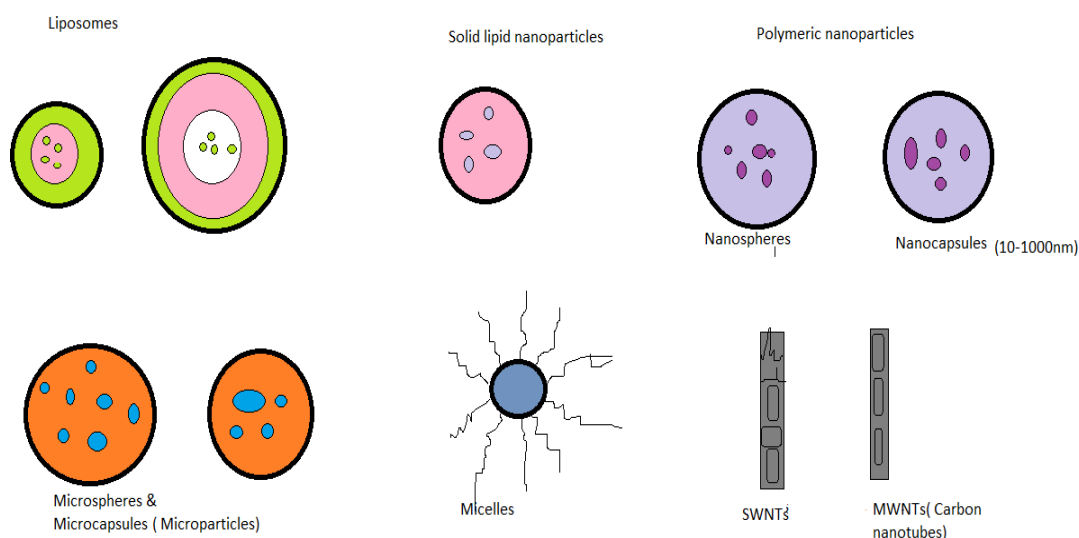 Liposomes
Solid lipid nanoparticles
Polymeric nanoparticles
Nanospheres
Nanocapsules (10-1000nm)
Microspheres &
Microcapsules ( Microparticles)
Micelles
SWNTs
MWNTs( Carbon
nanotubes)